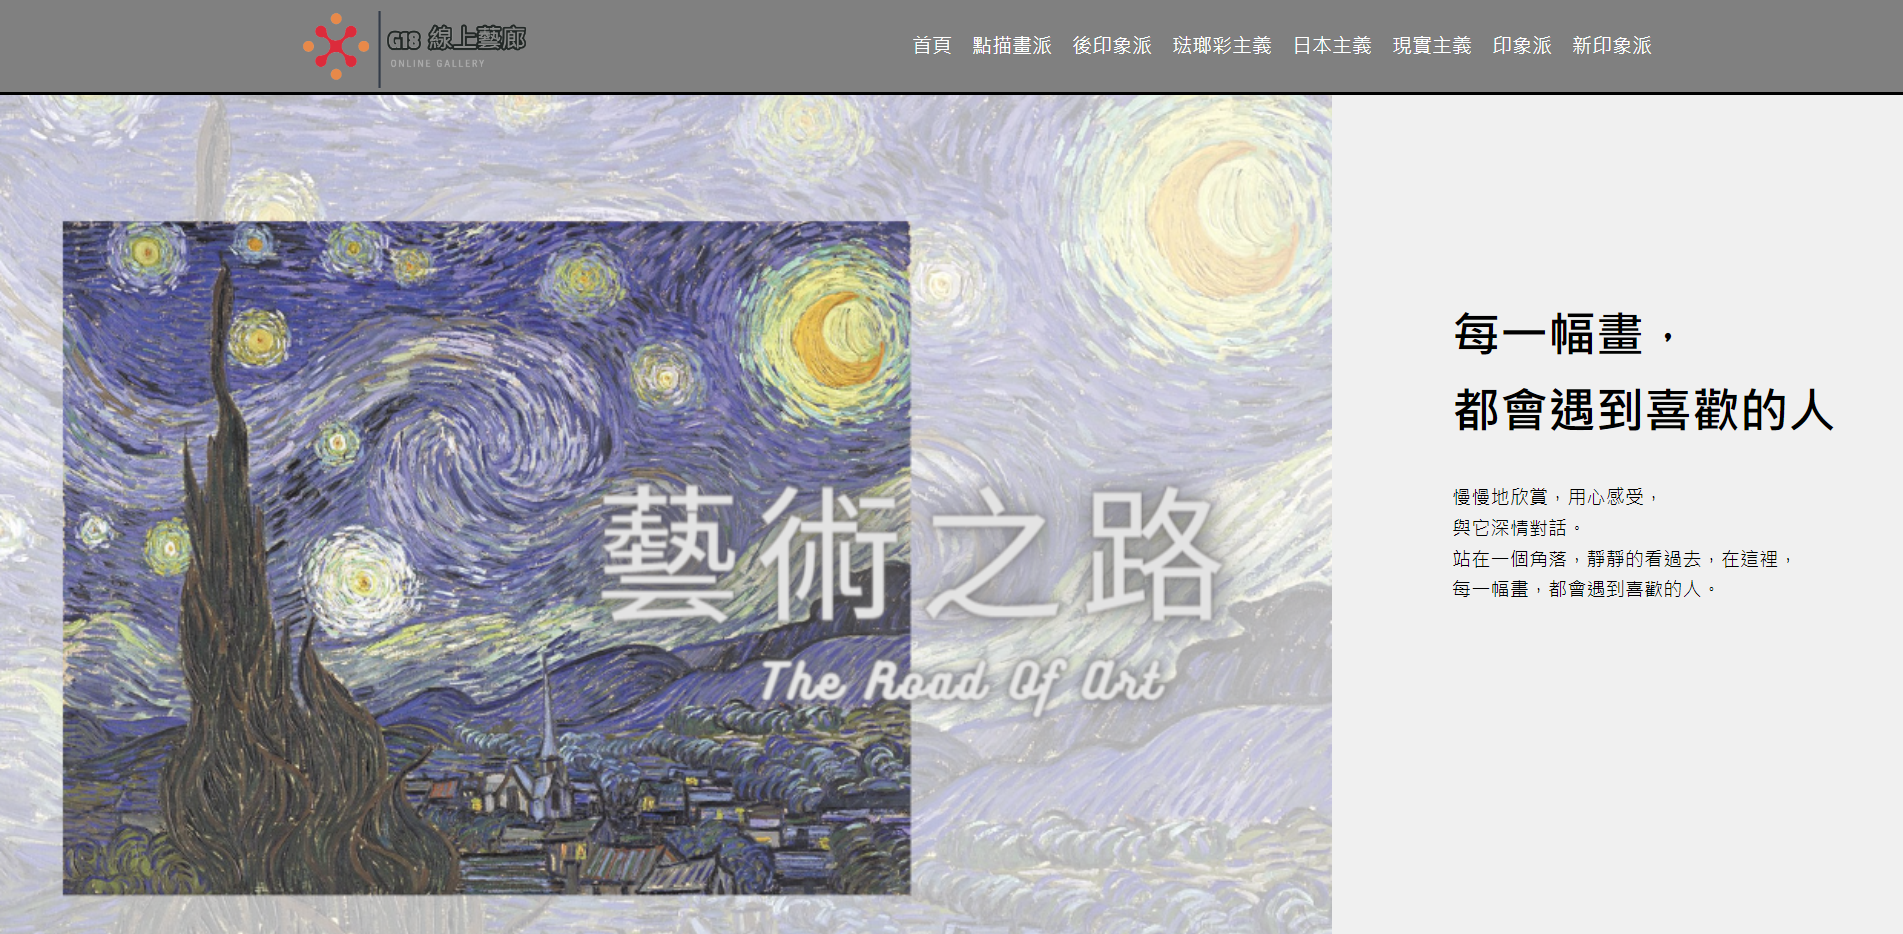 G18 線上藝廊
ONLINE GALLERY
首頁 點描畫派 後印象派 琺瑯彩主義 日本主義 現實主義 印象派 新印象派
藝術之路
The Road Of Art
每一幅畫，
都會遇到喜歡的人
慢慢地欣賞，用心感受，
與它深情對話。
站在一個角落，靜靜的看過去，在這裡，
每一幅畫，都會遇到喜歡的人。